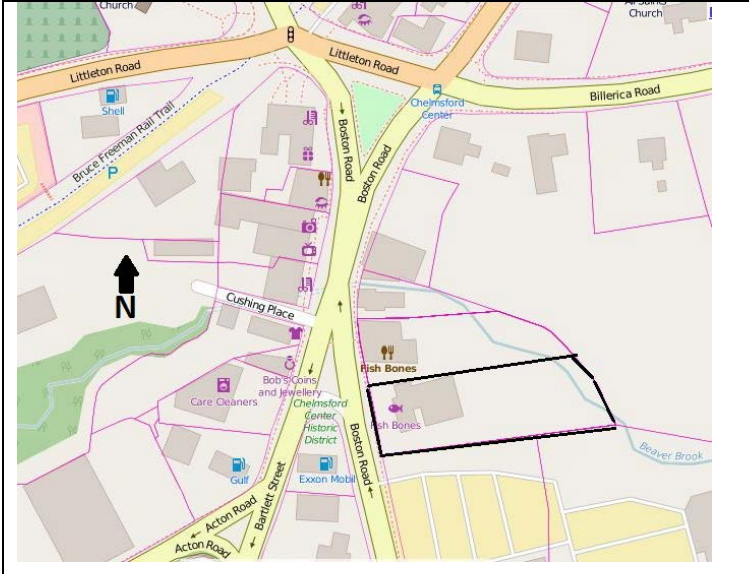 Church
All Saints
Church
Littleton Road
Littleton Road
Shell
Chelmsford
Center
Billerica Road
Bruce Freeman Rail Trail
P
Boston Road
Boston Road
N
Cushing Place
Fish Bones
Bob's Coins
and Jewellery
Care Cleaners
Chelmsford
Center
Historic
District
Fish Bones
Boston Road
Beaver Brook
Gulf
Exxon Mobil
Bartlett Street
Acton Road
Acton Road